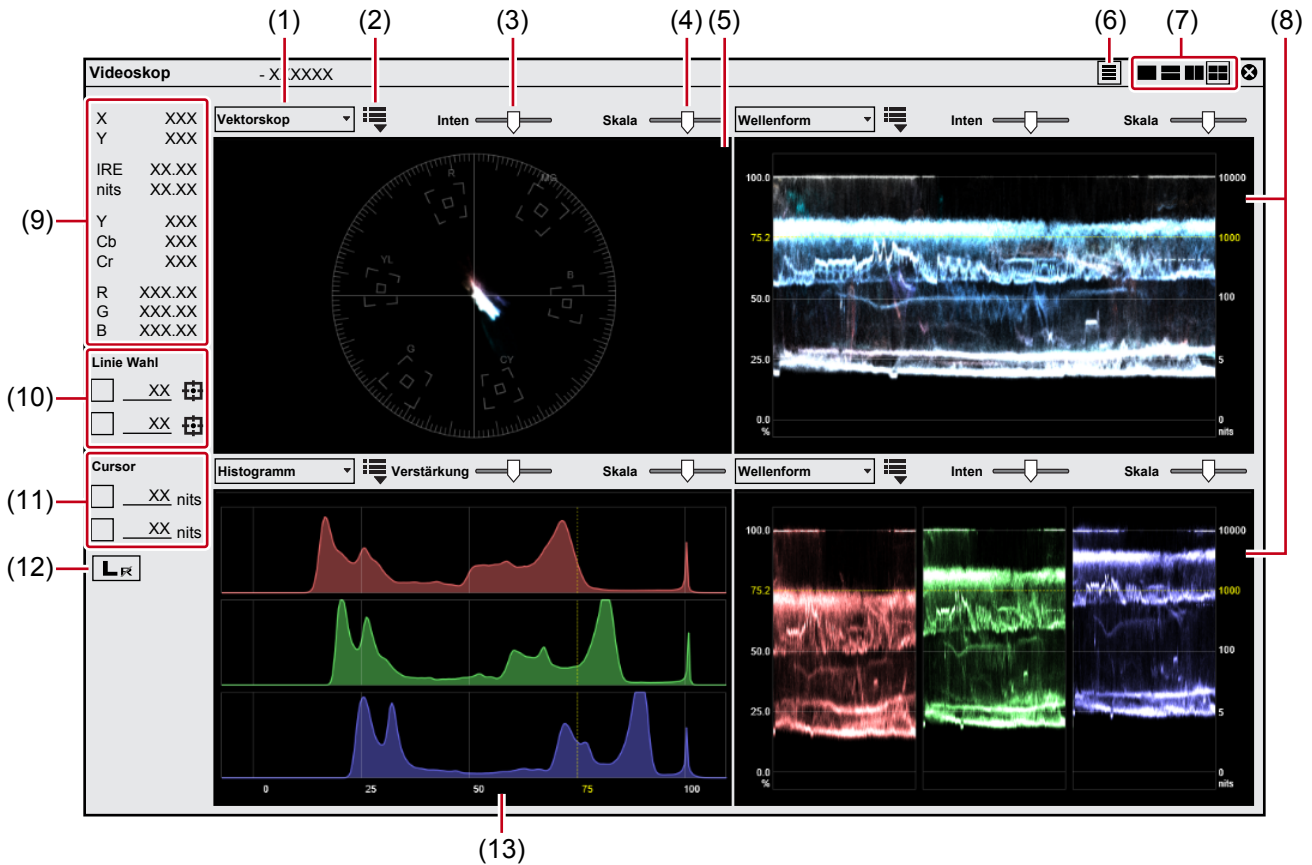 (1) (2) (3) (4) (5) (6) (7) (8)
Videoskop - XXXXXX
X XXX
Y XXX
IRE XX.XX
nits XX.XX
Y XXX
Cb XXX
Cr XXX
R XXX.XX
G XXX.XX
B XXX.XX
(9)
Linie Wahl
XX
XX
(10)
Cursor
XX nits
XX nits
(11)
(12)
L R
Vektorskop Inten Skala
R MG
YL B
G CY
Wellenform Inten Skala
100.0 10000
75.2 1000
50.0 100
25.0 5
0.0 0
% nits
Histogramm Verstärkung Skala
0 25 50 75 100
Wellenform Inten Skala
100.0 10000
75.2 1000
50.0 100
25.0 5
0.0 0
% nits
(8)
(13)